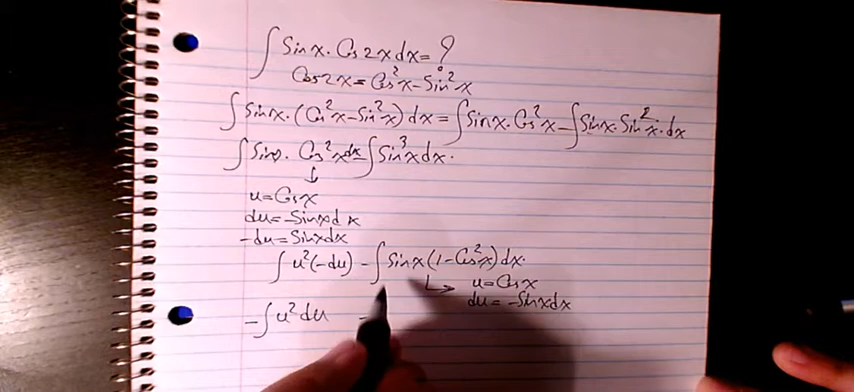 ∫ Sin x . Cos 2x dx = ?
Cos 2x = Cos²x - Sin²x
∫ Sin x . (Cos²x - Sin²x) dx = ∫ Sin x . Cos²x - ∫ Sin x . Sin²x . dx
∫ Sin x . Cos²x dx - ∫ Sin³x dx .
↓
u = Cos x
du = -Sin x dx
-du = Sin x dx
∫ u²(-du) - ∫ Sin x (1 - Cos²x) dx .
↳ u = Cos x
du = -Sin x dx
-∫ u² du -